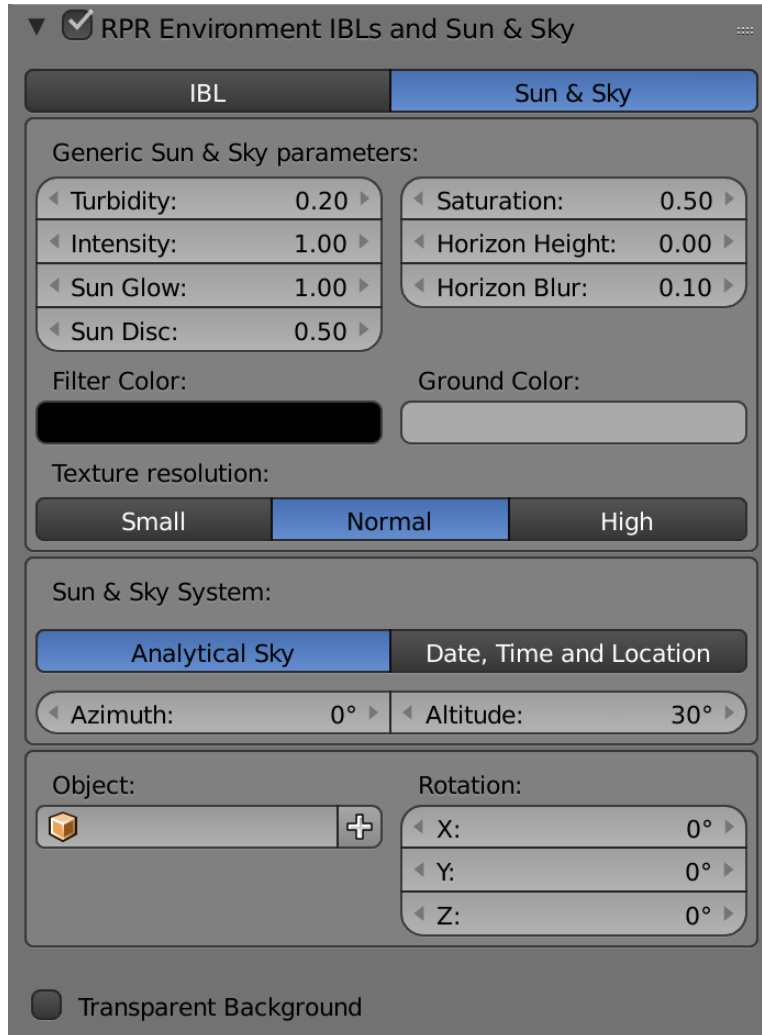 RPR Environment IBLs and Sun & Sky
IBL Sun & Sky
Generic Sun & Sky parameters:
Turbidity: 0.20 Saturation: 0.50
Intensity: 1.00 Horizon Height: 0.00
Sun Glow: 1.00 Horizon Blur: 0.10
Sun Disc: 0.50
Filter Color: Ground Color:
Texture resolution:
Small Normal High
Sun & Sky System:
Analytical Sky Date, Time and Location
Azimuth: 0° Altitude: 30°
Object: Rotation:
X: 0°
Y: 0°
Z: 0°
Transparent Background